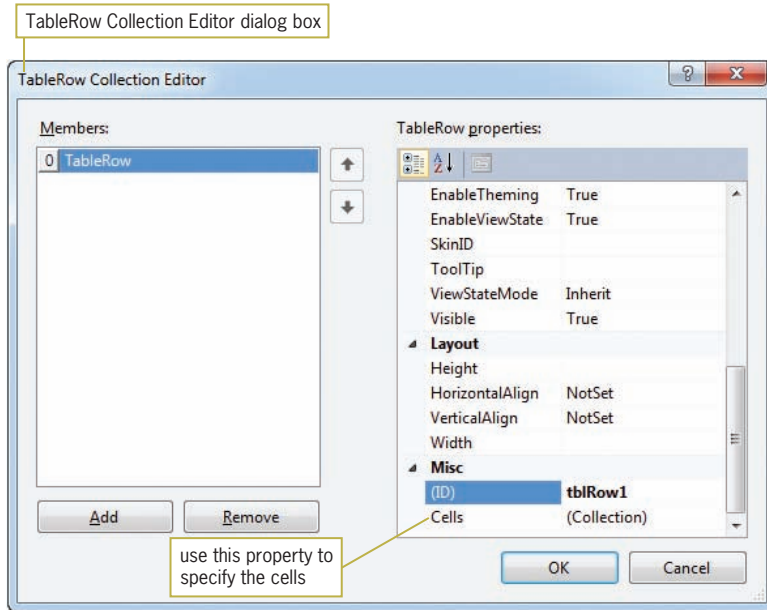 TableRow Collection Editor dialog box
TableRow Collection Editor
?
X
Members:
TableRow properties:
0 TableRow
A
Z
EnableTheming True
EnableViewState True
SkinID
ToolTip
ViewStateMode Inherit
Visible True
Layout
Height
HorizontalAlign NotSet
VerticalAlign NotSet
Width
Misc
(ID) tblRow1
Cells (Collection)
Add
Remove
use this property to
specify the cells
OK
Cancel